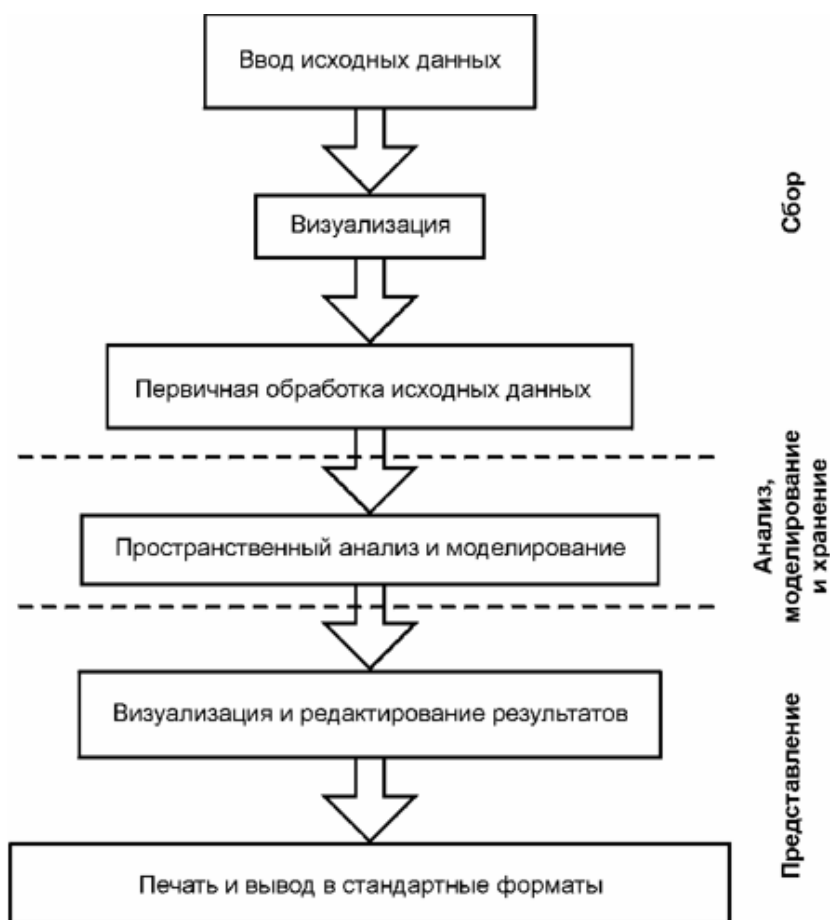 Ввод исходных данных
Сбор
Визуализация
Первичная обработка исходных данных
Анализ,
моделирование
и хранение
Пространственный анализ и моделирование
Визуализация и редактирование результатов
Представление
Печать и вывод в стандартные форматы